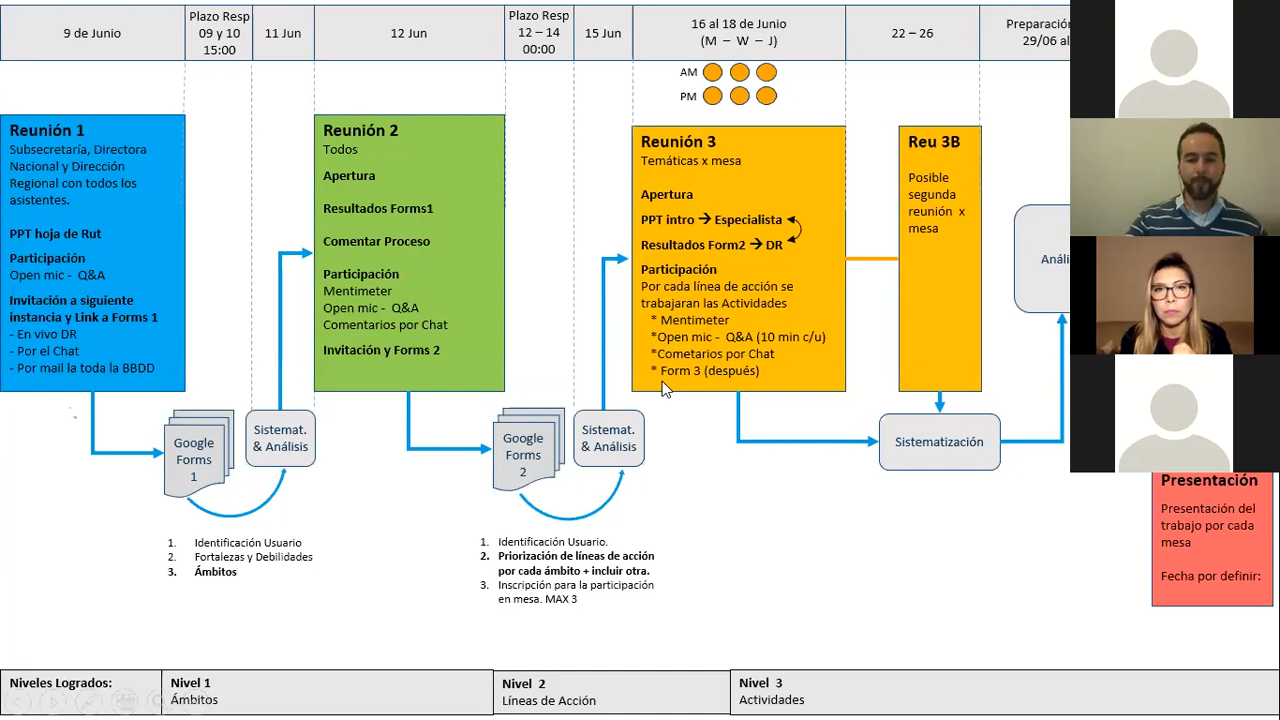 9 de Junio
Plazo Resp
09 y 10
15:00
11 Jun
12 Jun
Plazo Resp
12 – 14
00:00
15 Jun
16 al 18 de Junio
(M – W – J)
22 – 26
Preparación
29/06 al
AM
PM
Reunión 1
Subsecretaría, Directora
Nacional y Dirección
Regional con todos los
asistentes.
PPT hoja de Rut
Participación
Open mic - Q&A
Invitación a siguiente
instancia y Link a Forms 1
- En vivo DR
- Por el Chat
- Por mail la toda la BBDD
Reunión 2
Todos
Apertura
Resultados Forms1
Comentar Proceso
Participación
Mentimeter
Open mic - Q&A
Comentarios por Chat
Invitación y Forms 2
Reunión 3
Temáticas x mesa
Apertura
PPT intro → Especialista
Resultados Form2 → DR
Participación
Por cada línea de acción se
trabajaran las Actividades
* Mentimeter
*Open mic - Q&A (10 min c/u)
*Cometarios por Chat
* Form 3 (después)
Reu 3B
Posible
segunda
reunión x
mesa
Google
Forms
1
Sistemat.
& Análisis
Google
Forms
2
Sistemat.
& Análisis
Sistematización
1. Identificación Usuario
2. Fortalezas y Debilidades
3. Ámbitos
1. Identificación Usuario.
2. Priorización de líneas de acción
por cada ámbito + incluir otra.
3. Inscripción para la participación
en mesa. MAX 3
Presentación
Presentación del
trabajo por cada
mesa
Fecha por definir:
Niveles Logrados:
Nivel 1
Ámbitos
Nivel 2
Líneas de Acción
Nivel 3
Actividades